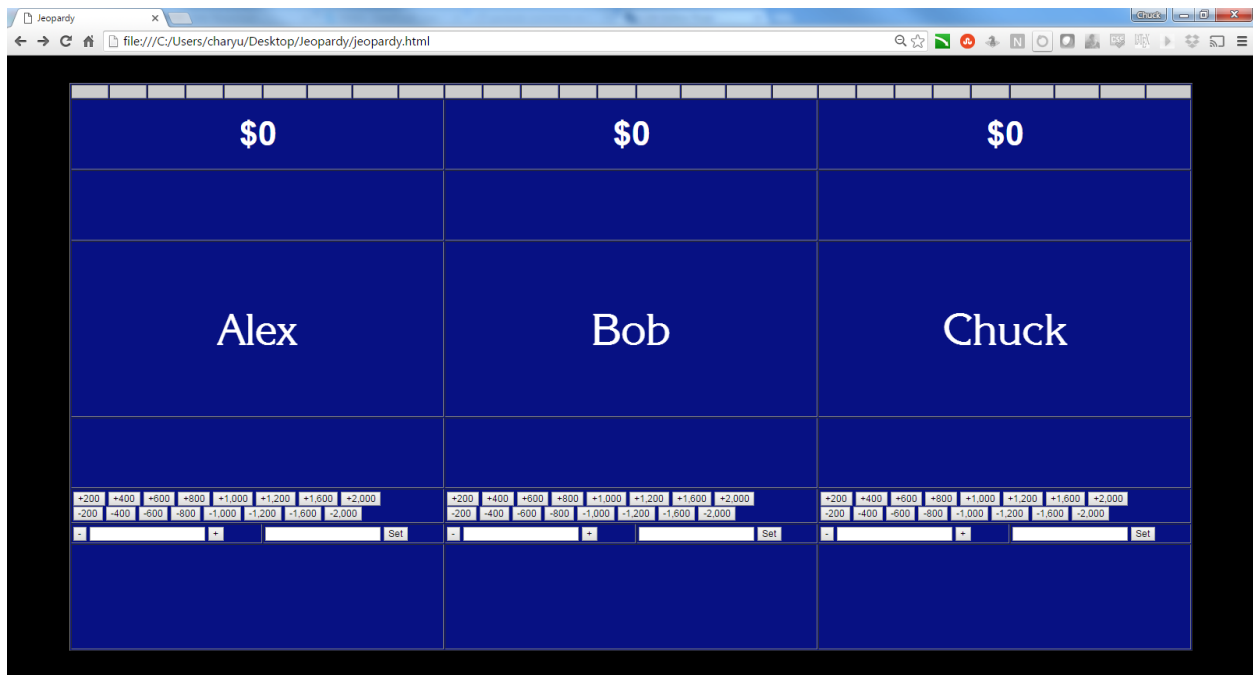 Jeopardy
Chuck
file:///C:/Users/charyu/Desktop/Jeopardy/jeopardy.html
$0 $0 $0
Alex Bob Chuck
+200 +400 +600 +800 +1,000 +1,200 +1,600 +2,000 +200 +400 +600 +800 +1,000 +1,200 +1,600 +2,000 +200 +400 +600 +800 +1,000 +1,200 +1,600 +2,000
-200 -400 -600 -800 -1,000 -1,200 -1,600 -2,000 -200 -400 -600 -800 -1,000 -1,200 -1,600 -2,000 -200 -400 -600 -800 -1,000 -1,200 -1,600 -2,000
- + Set - + Set - + Set